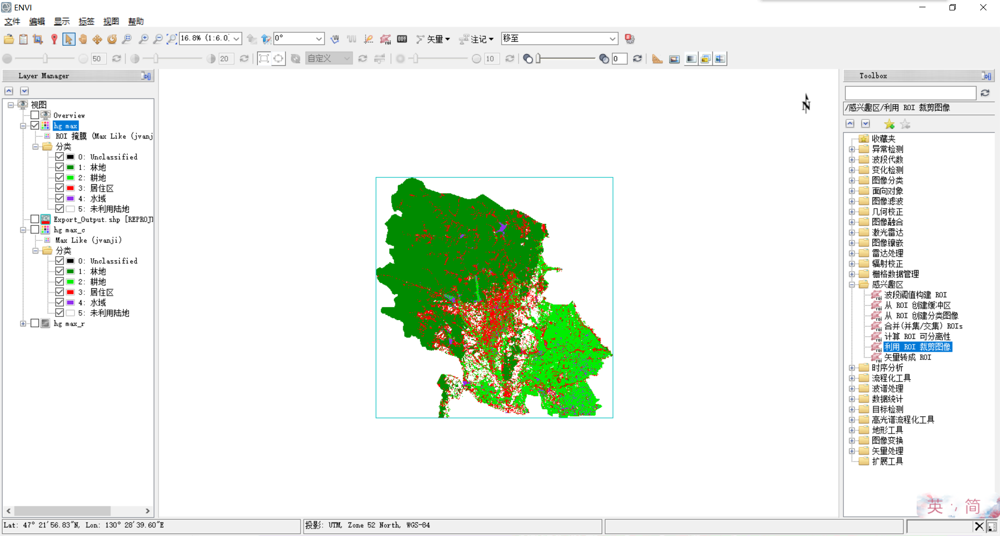 ENVI
文件 编辑 显示 标签 视图 帮助
16.8% (1:6.0) 0° 矢量 注记 移至
50 20 自定义 10 0
Layer Manager
视图
Overview
hg max
ROI 掩膜 (Max Like (jvanj
分类
0: Unclassified
1: 林地
2: 耕地
3: 居住区
4: 水域
5: 未利用陆地
Export_Output.shp [REPROJ
hg max_c
Max Like (jvanji)
分类
0: Unclassified
1: 林地
2: 耕地
3: 居住区
4: 水域
5: 未利用陆地
hg max_r
N
Toolbox
/感兴趣区/利用 ROI 裁剪图像
收藏夹
异常检测
波段代数
变化检测
图像分类
面向对象
图像滤波
几何校正
图像融合
激光雷达
图像镶嵌
雷达处理
辐射校正
栅格数据管理
感兴趣区
波段阈值构建 ROI
从 ROI 创建缓冲区
从 ROI 创建分类图像
合并(并集/交集) ROIs
计算 ROI 可分离性
利用 ROI 裁剪图像
矢量转成 ROI
时序分析
流程化工具
波谱处理
数据统计
目标检测
高光谱流程化工具
地形工具
图像变换
矢量处理
扩展工具
英 简
Lat: 47° 21'56.83"N, Lon: 130° 28'39.60"E
投影: UTM, Zone 52 North, WGS-84